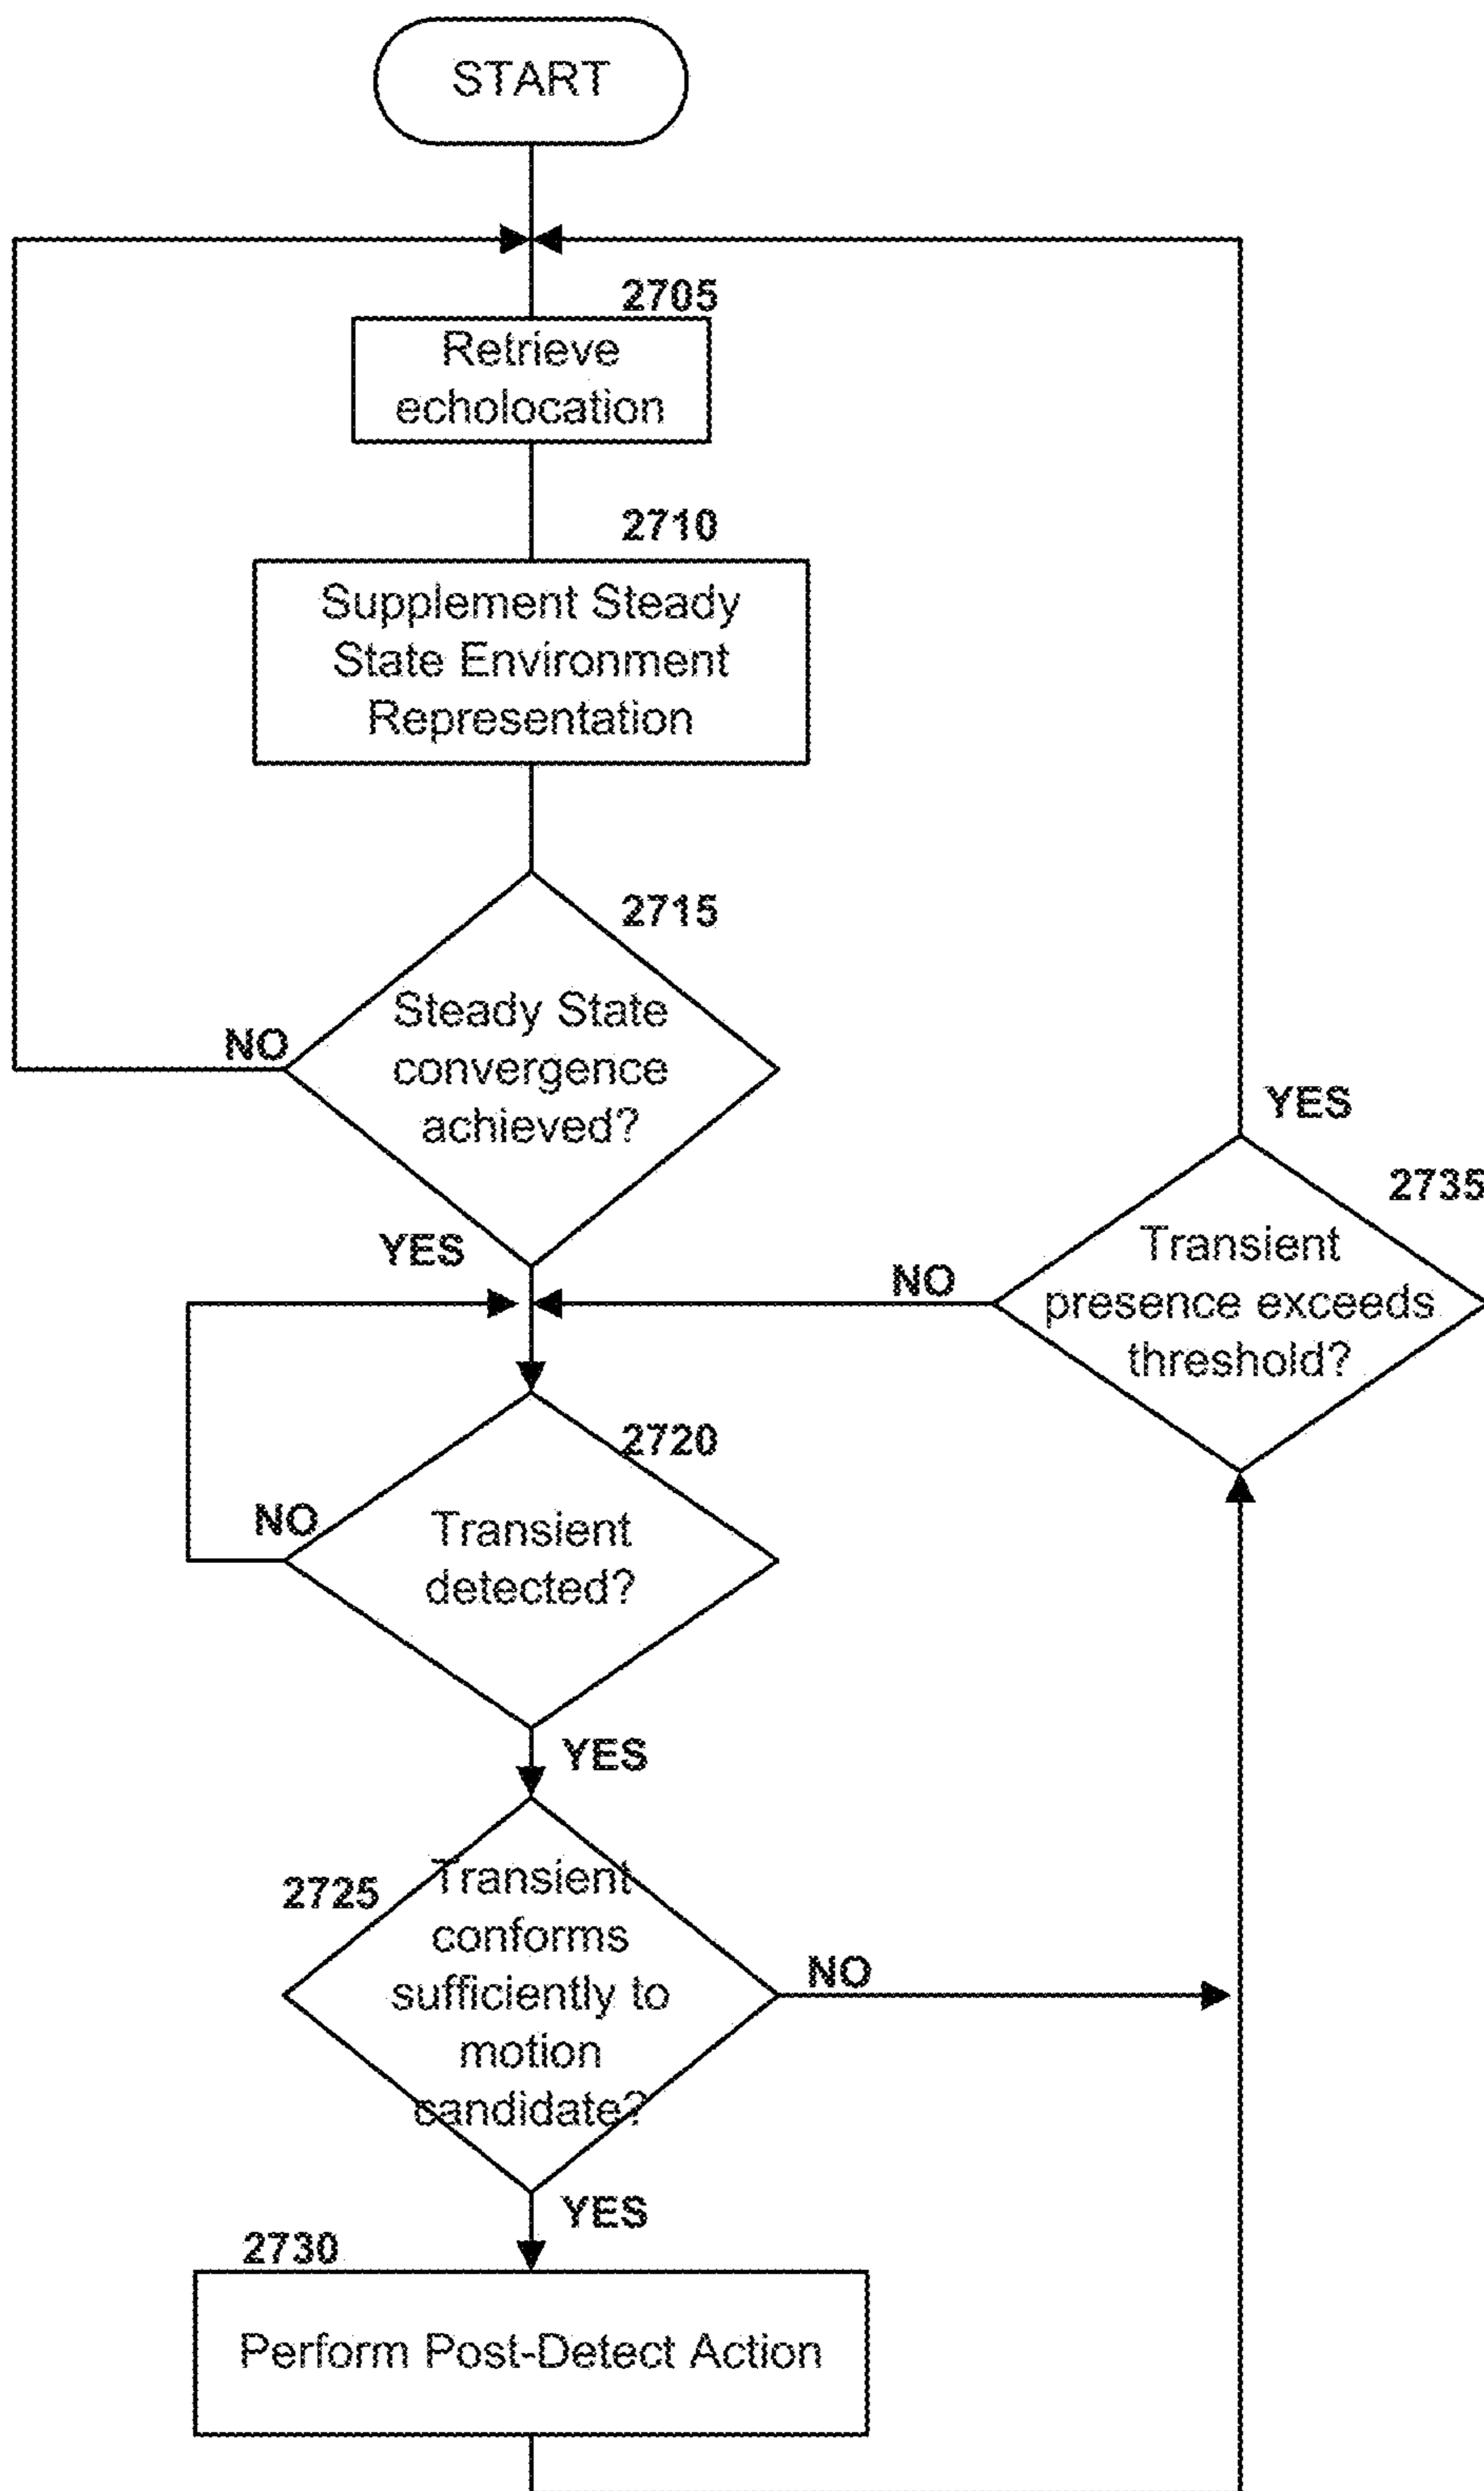 START
2705
Retrieve
echolocation
2710
Supplement Steady
State Environment
Representation
2715
Steady State
convergence
achieved?
NO
YES
YES
2735
Transient
presence exceeds
threshold?
NO
2720
Transient
detected?
NO
YES
2725
Transient
conforms
sufficiently to
motion
candidate?
NO
YES
2730
Perform Post-Detect Action